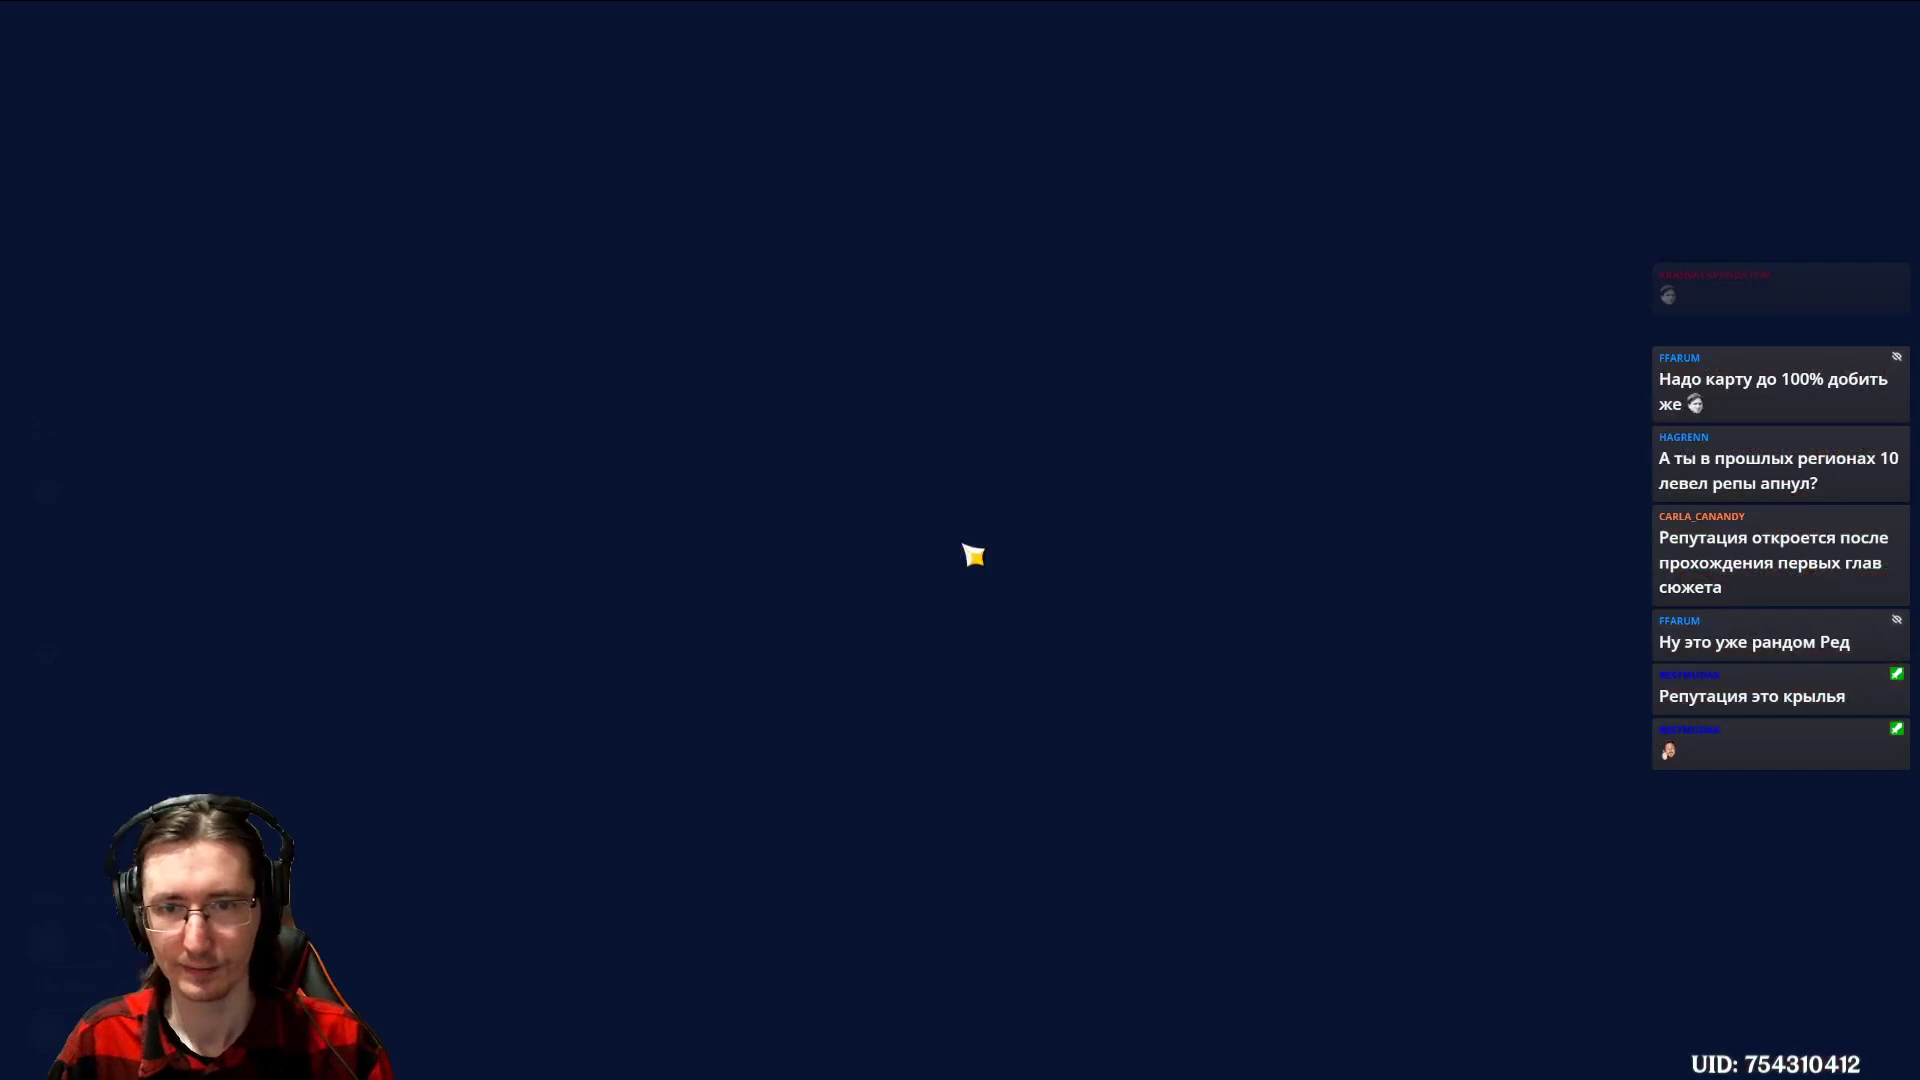 FFARUM
Надо карту до 100% добить
же
HAGRENN
А ты в прошлых регионах 10
левел репы апнул?
CARLA_CANANDY
Репутация откроется после
прохождения первых глав
сюжета
FFARUM
Ну это уже рандом Ред
Репутация это крылья
UID: 754310412